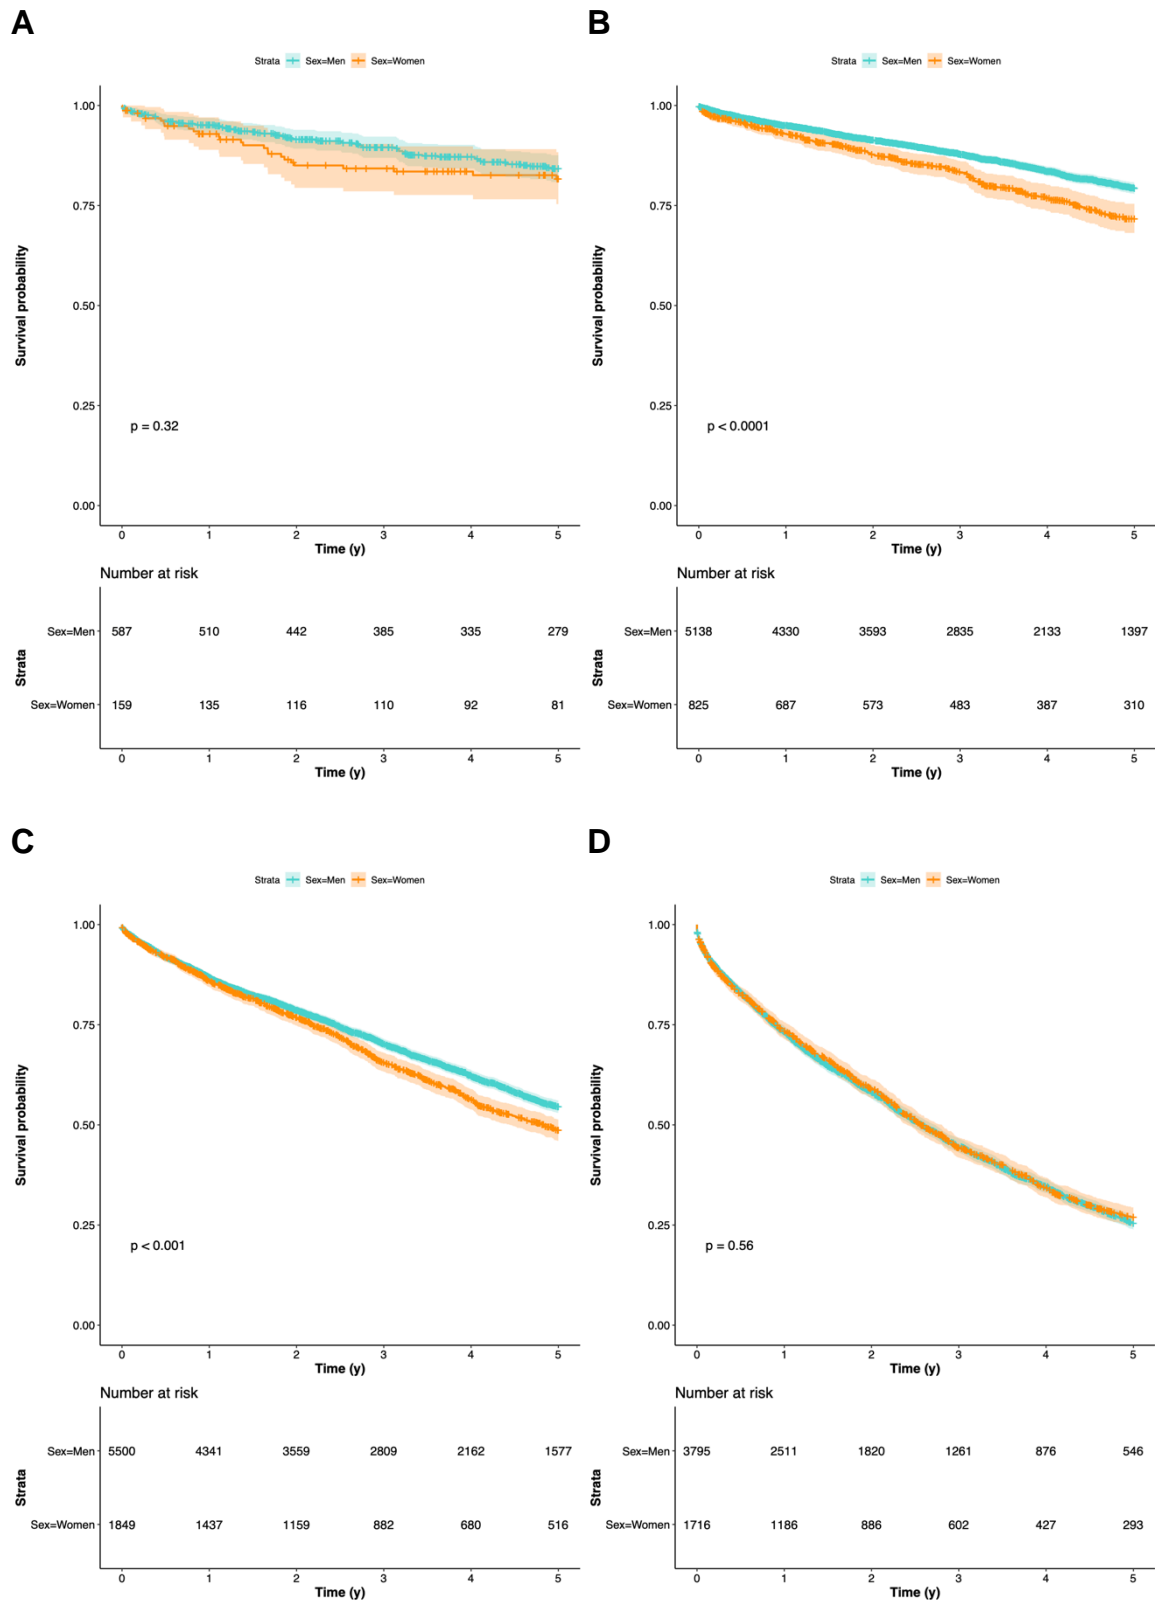 A
Strata Sex=Men Sex=Women
Survival probability
1.00
0.75
0.50
0.25
0.00
p = 0.32
0 1 2 3 4 5
Time (y)
Number at risk
Strata
Sex=Men 587 510 442 385 335 279
Sex=Women 159 135 116 110 92 81
0 1 2 3 4 5
Time (y)
B
Strata Sex=Men Sex=Women
Survival probability
1.00
0.75
0.50
0.25
0.00
p < 0.0001
0 1 2 3 4 5
Time (y)
Number at risk
Strata
Sex=Men 5138 4330 3593 2835 2133 1397
Sex=Women 825 687 573 483 387 310
0 1 2 3 4 5
Time (y)
C
Strata Sex=Men Sex=Women
Survival probability
1.00
0.75
0.50
0.25
0.00
p < 0.001
0 1 2 3 4 5
Time (y)
Number at risk
Strata
Sex=Men 5500 4341 3559 2809 2162 1577
Sex=Women 1849 1437 1159 882 680 516
0 1 2 3 4 5
Time (y)
D
Strata Sex=Men Sex=Women
Survival probability
1.00
0.75
0.50
0.25
0.00
p = 0.56
0 1 2 3 4 5
Time (y)
Number at risk
Strata
Sex=Men 3795 2511 1820 1261 876 546
Sex=Women 1716 1186 886 602 427 293
0 1 2 3 4 5
Time (y)